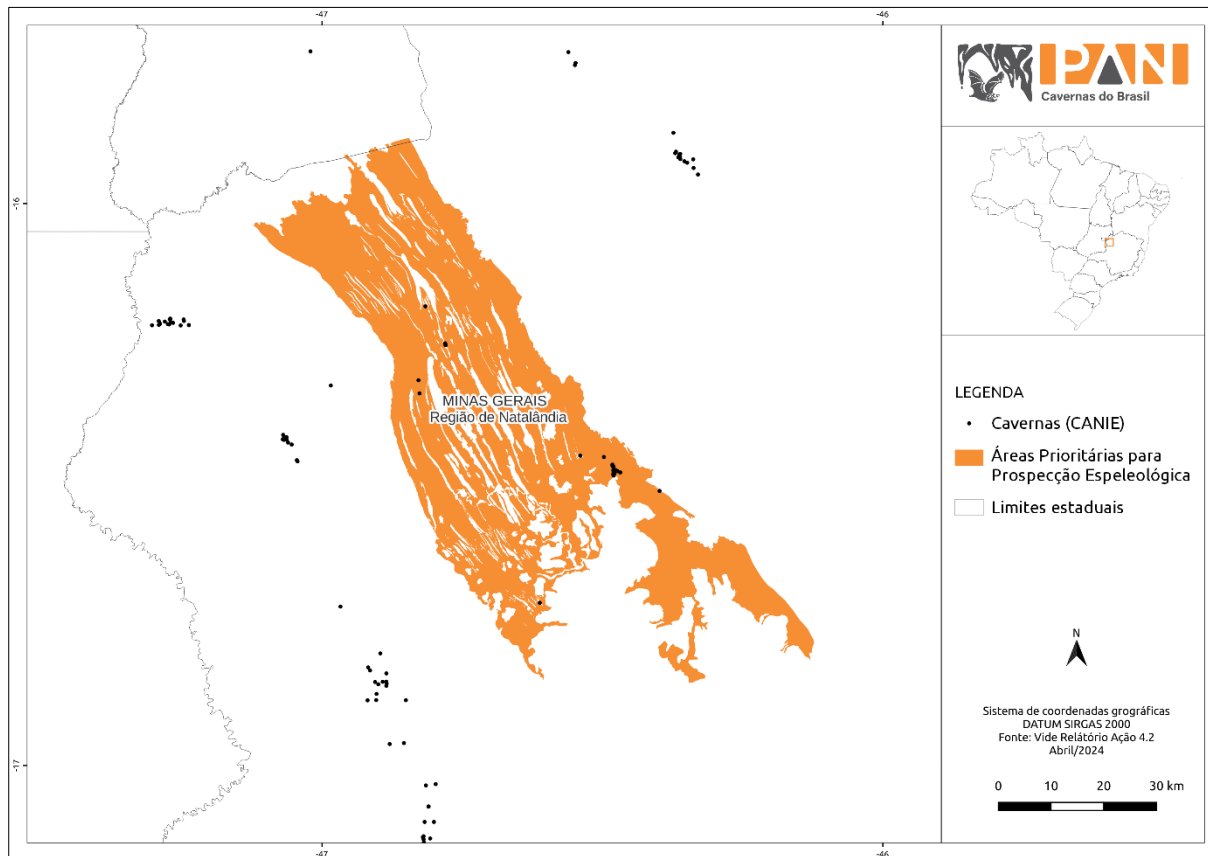 -47
-46
-16
-17
MINAS GERAIS
Região de Natalândia
-47
-46
PAN
Cavernas do Brasil
LEGENDA
Cavernas (CANIE)
Áreas Prioritárias para
Prospecção Espeleológica
Limites estaduais
N
Sistema de coordenadas grográficas
DATUM SIRGAS 2000
Fonte: Vide Relátório Ação 4.2
Abril/2024
0 10 20 30 km